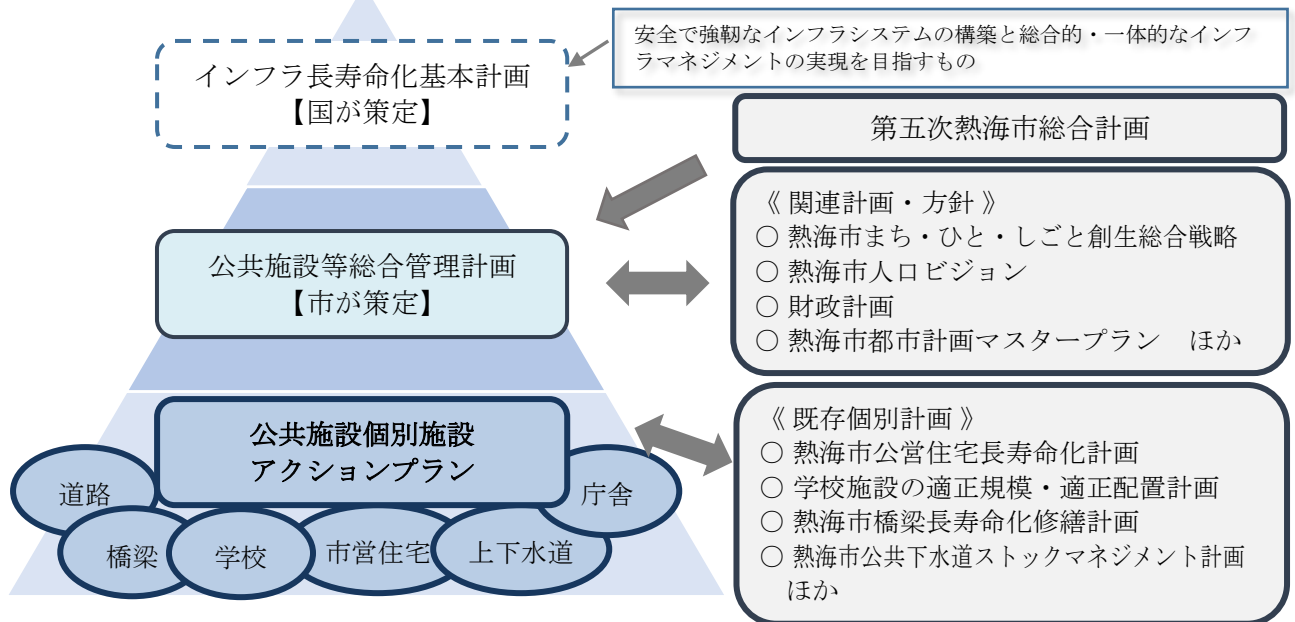 安全で強靭なインフラシステムの構築と総合的・一体的なインフ
ラマネジメントの実現を目指すもの
インフラ長寿命化基本計画
【国が策定】
第五次熱海市総合計画
《 関連計画・方針 》
○ 熱海市まち・ひと・しごと創生総合戦略
○ 熱海市人口ビジョン
○ 財政計画
○ 熱海市都市計画マスタープラン　ほか
公共施設等総合管理計画
【市が策定】
公共施設個別施設
アクションプラン
道路
橋梁
学校
市営住宅
上下水道
庁舎
《 既存個別計画 》
○ 熱海市公営住宅長寿命化計画
○ 学校施設の適正規模・適正配置計画
○ 熱海市橋梁長寿命化修繕計画
○ 熱海市公共下水道ストックマネジメント計画
ほか